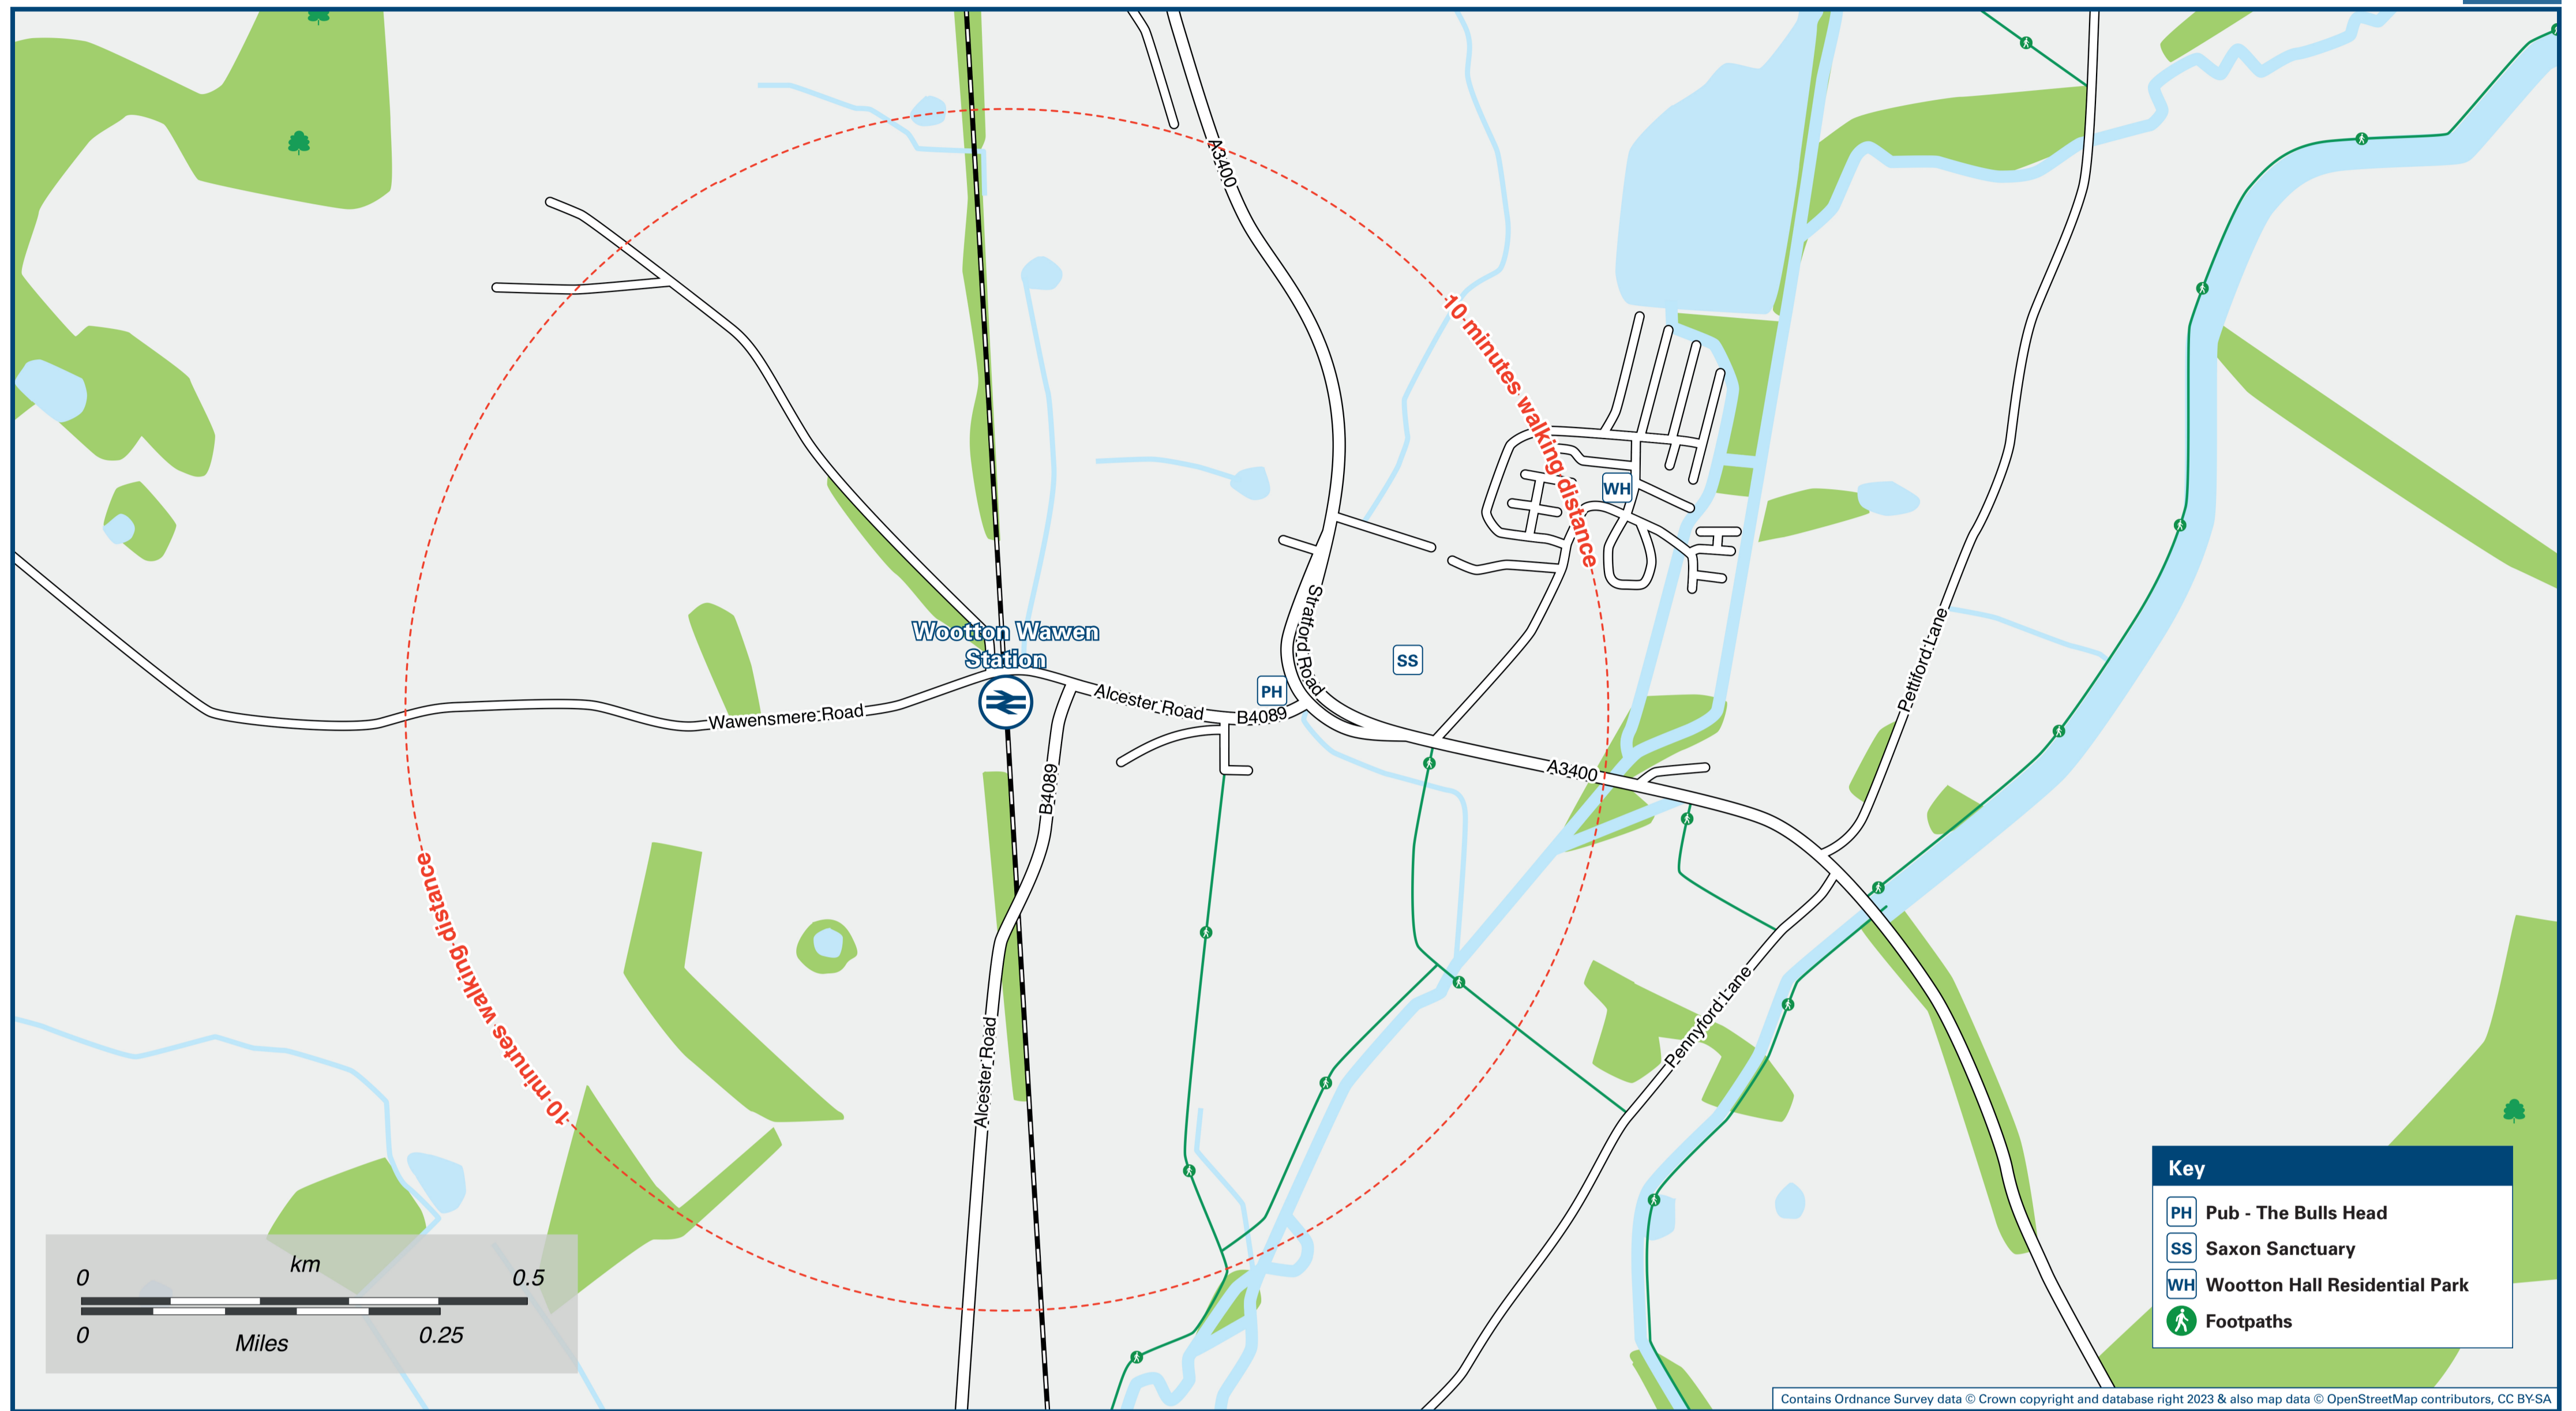 A3400
10 minutes walking distance
WH
Wootton Wawen
Station
Stratford Road
SS
PH
Pettiford Lane
Alcester Road
B4089
Wawensmere Road
A3400
B4089
10 minutes walking distance
Pennyford Lane
Alcester Road
Key
PH Pub - The Bulls Head
SS Saxon Sanctuary
WH Wootton Hall Residential Park
Footpaths
km
0 0.5
0 0.25
Miles
Contains Ordnance Survey data © Crown copyright and database right 2023 & also map data © OpenStreetMap contributors, CC BY-SA